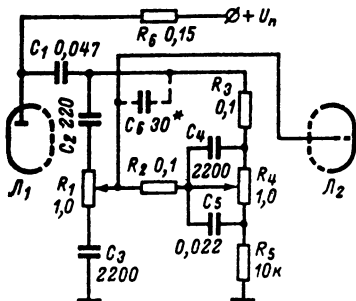 R₆ 0,15
+Uп
C₁ 0,047
C₂ 220
C₆ 30*
R₃
0,1
C₄
2200
R₂ 0,1
R₁
1,0
R₄
1,0
C₅
0,022
C₃
2200
R₅
10к
Л₁
Л₂